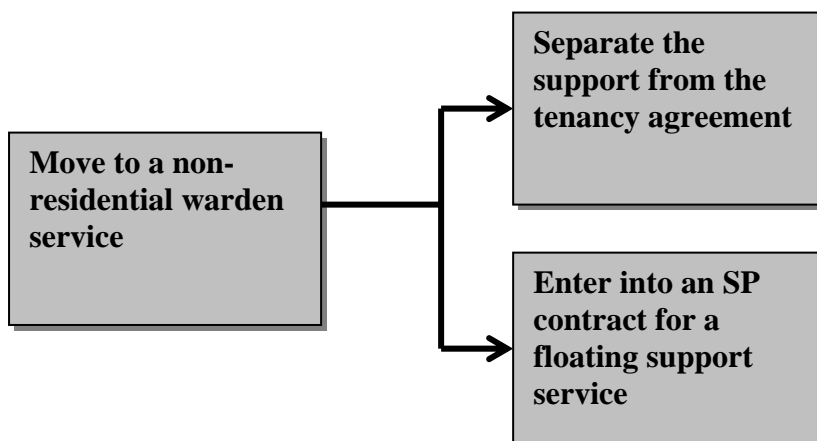 Move to a non-
residential warden
service
Separate the
support from the
tenancy agreement
Enter into an SP
contract for a
floating support
service